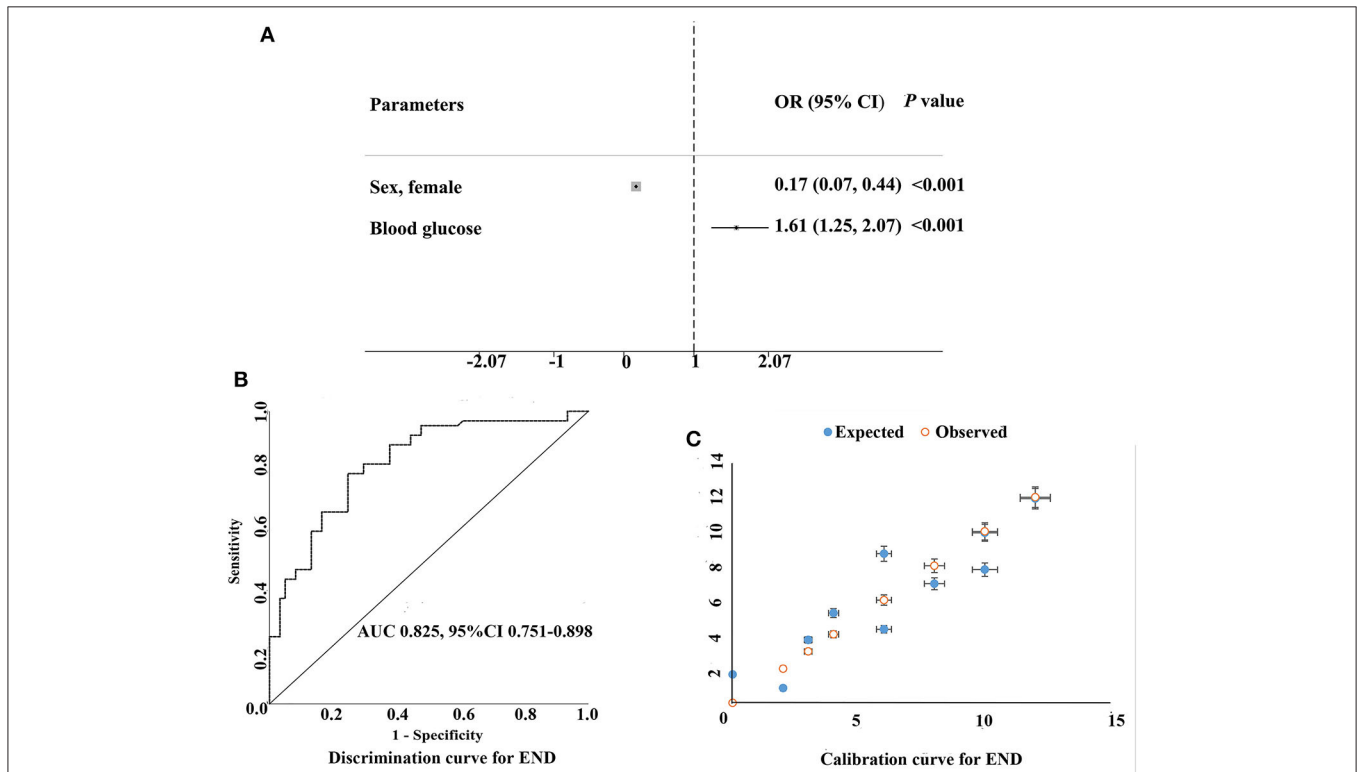 A
Parameters OR (95% CI) P value
Sex, female 0.17 (0.07, 0.44) <0.001
Blood glucose 1.61 (1.25, 2.07) <0.001
-2.07 -1 0 1 2.07
B
1.0
0.8
0.6
0.4
0.2
0.0
Sensitivity
AUC 0.825, 95%CI 0.751-0.898
0.2 0.4 0.6 0.8 1.0
1 - Specificity
Discrimination curve for END
C
Expected Observed
14
12
10
8
6
4
2
0 5 10 15
Calibration curve for END